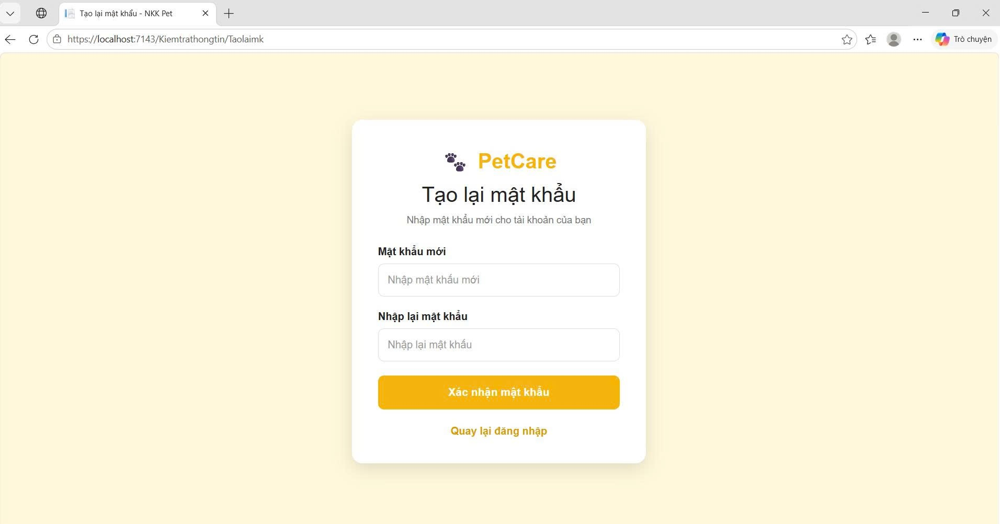 Tạo lại mật khẩu - NKK Pet
https://localhost:7143/Kiemtrathongtin/Taolaimk
Trò chuyện
PetCare
Tạo lại mật khẩu
Nhập mật khẩu mới cho tài khoản của bạn
Mật khẩu mới
Nhập mật khẩu mới
Nhập lại mật khẩu
Nhập lại mật khẩu
Xác nhận mật khẩu
Quay lại đăng nhập